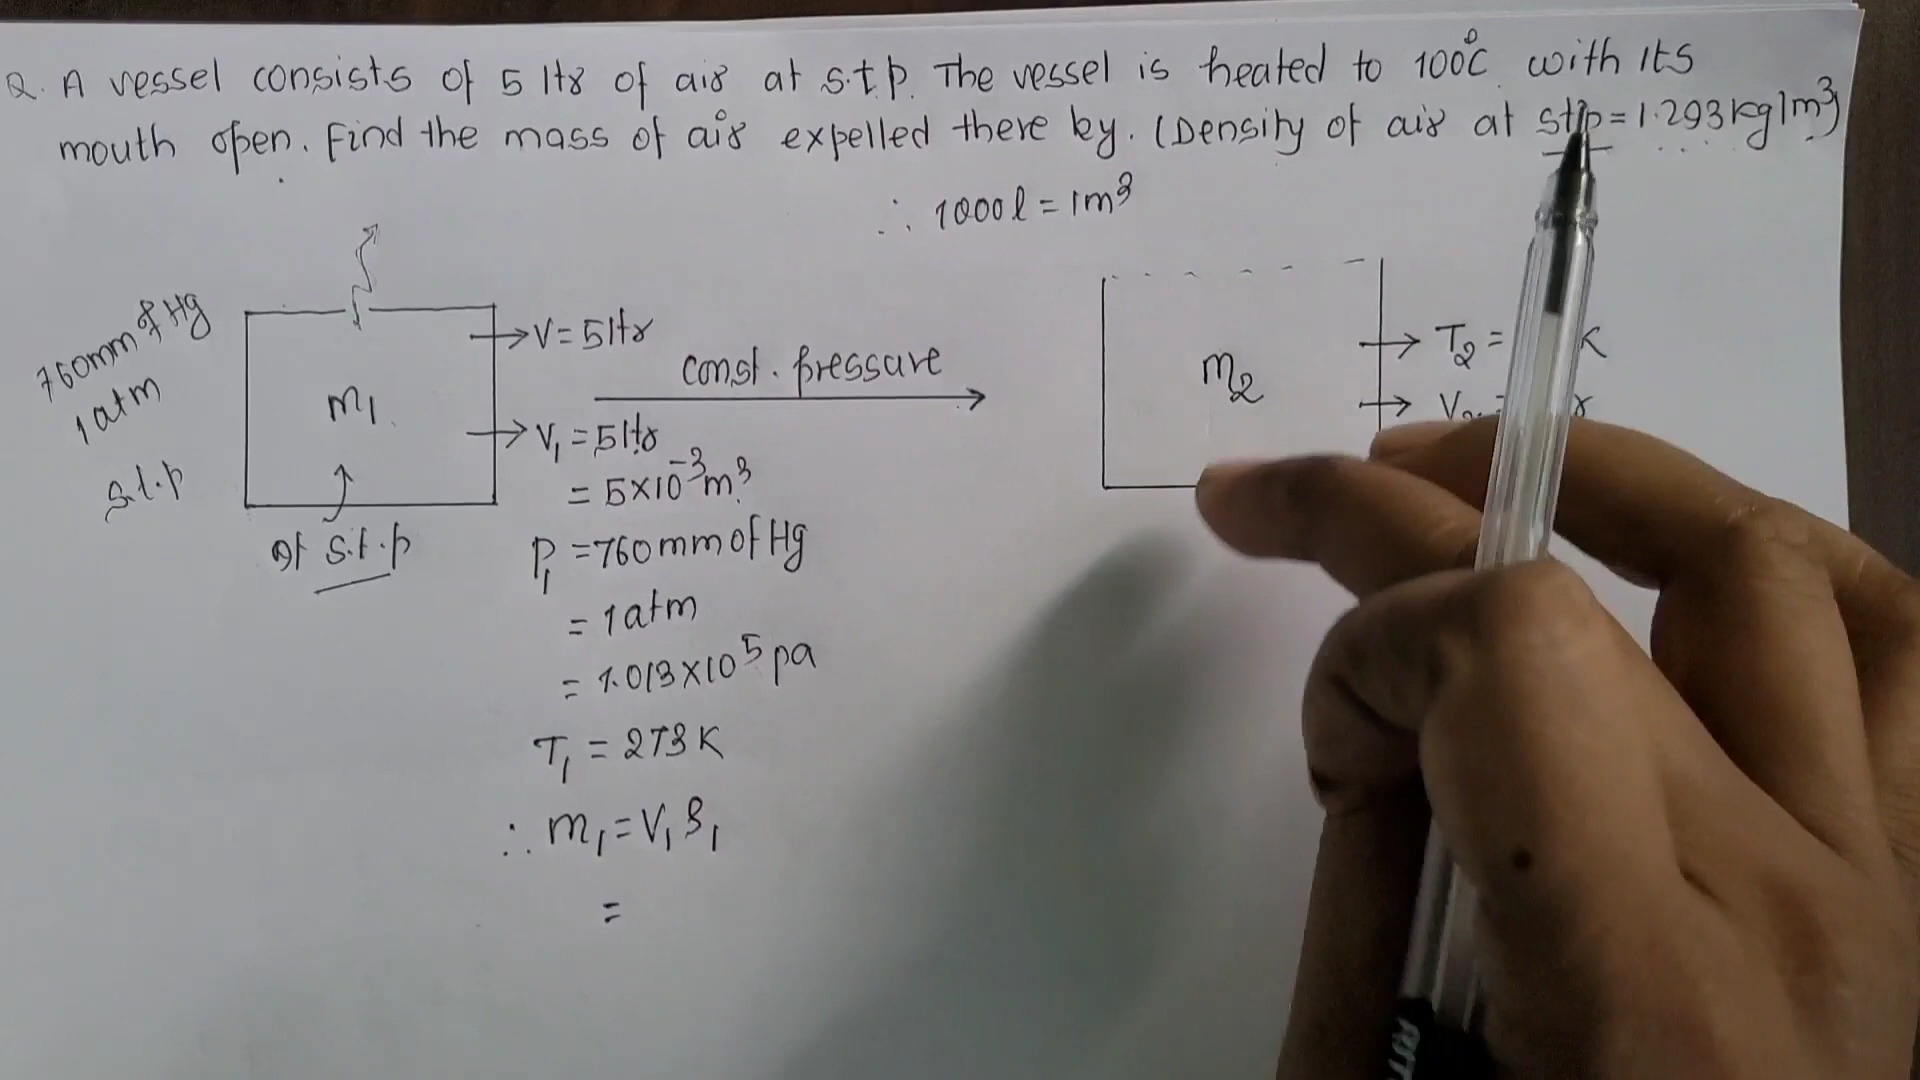 Q. A vessel consists of 5 ltr of air at s.t.p. The vessel is heated to 100°C with its
mouth open. Find the mass of air expelled there by. (Density of air at stp = 1.293 kg/m³)
∴ 1000 l = 1m³
760mm of Hg
1 atm
s.t.p
m₁
at s.t.p
V = 5 ltr
V₁ = 5 ltr
= 5×10⁻³ m³
P₁ = 760 mm of Hg
= 1 atm
= 1.013×10⁵ pa
T₁ = 273 K
∴ m₁ = V₁ ρ₁
=
const. pressure
m₂
T₂ = K